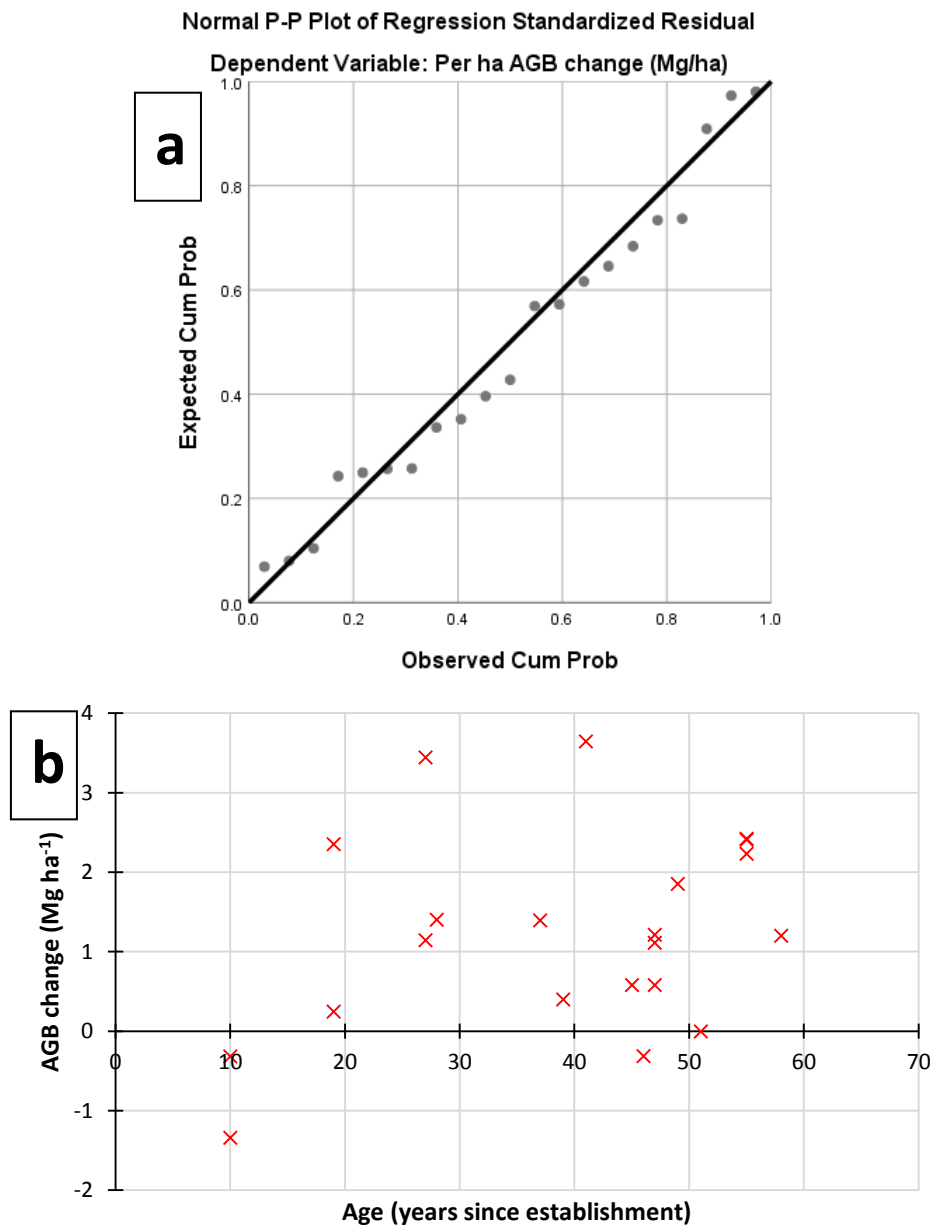 Normal P-P Plot of Regression Standardized Residual
Dependent Variable: Per ha AGB change (Mg/ha)
a
1.0
0.8
0.6
0.4
0.2
0.0
Expected Cum Prob
0.0 0.2 0.4 0.6 0.8 1.0
Observed Cum Prob
b
4
3
2
1
0
-1
-2
AGB change (Mg ha⁻¹)
0 10 20 30 40 50 60 70
Age (years since establishment)